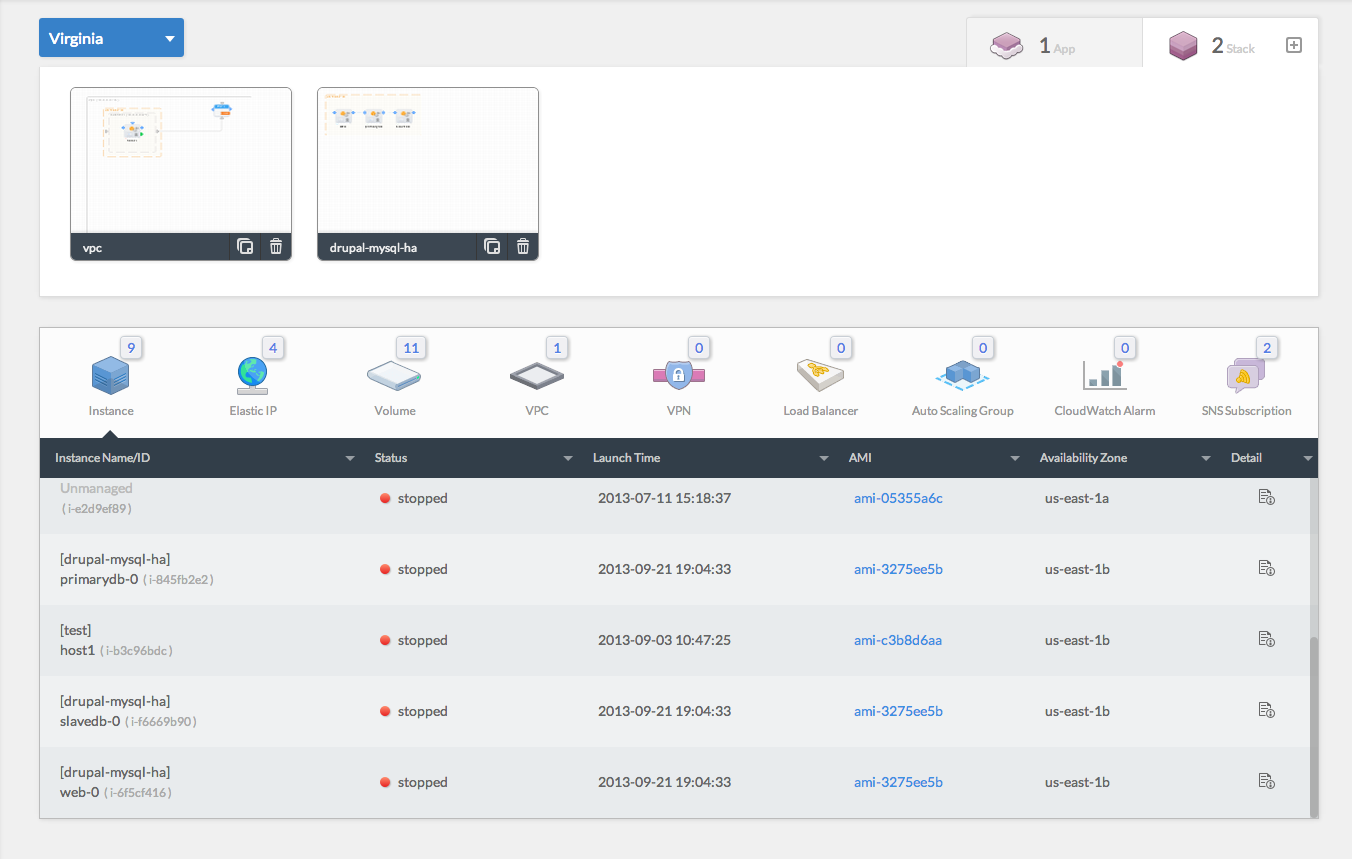 Virginia
1 App
2 Stack
vpc
drupal-mysql-ha
9
4
11
1
0
0
0
0
2
Instance
Elastic IP
Volume
VPC
VPN
Load Balancer
Auto Scaling Group
CloudWatch Alarm
SNS Subscription
Instance Name/ID
Status
Launch Time
AMI
Availability Zone
Detail
Unmanaged
(i-e2d9ef89)
stopped
2013-07-11 15:18:37
ami-05355a6c
us-east-1a
[drupal-mysql-ha]
primarydb-0 (i-845fb2e2)
stopped
2013-09-21 19:04:33
ami-3275ee5b
us-east-1b
[test]
host1 (i-b3c96bdc)
stopped
2013-09-03 10:47:25
ami-c3b8d6aa
us-east-1b
[drupal-mysql-ha]
slavedb-0 (i-f6669b90)
stopped
2013-09-21 19:04:33
ami-3275ee5b
us-east-1b
[drupal-mysql-ha]
web-0 (i-6f5cf416)
stopped
2013-09-21 19:04:33
ami-3275ee5b
us-east-1b